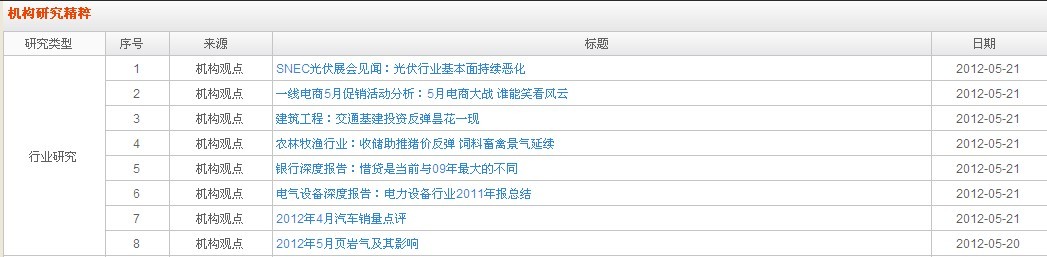 机构研究精粹
研究类型 序号 来源 标题 日期
1 机构观点 SNEC光伏展会见闻：光伏行业基本面持续恶化 2012-05-21
2 机构观点 一线电商5月促销活动分析：5月电商大战 谁能笑看风云 2012-05-21
3 机构观点 建筑工程：交通基建投资反弹昙花一现 2012-05-21
4 机构观点 农林牧渔行业：收储助推猪价反弹 饲料畜禽景气延续 2012-05-21
行业研究
5 机构观点 银行深度报告：惜贷是当前与09年最大的不同 2012-05-21
6 机构观点 电气设备深度报告：电力设备行业2011年报总结 2012-05-21
7 机构观点 2012年4月汽车销量点评 2012-05-21
8 机构观点 2012年5月页岩气及其影响 2012-05-20